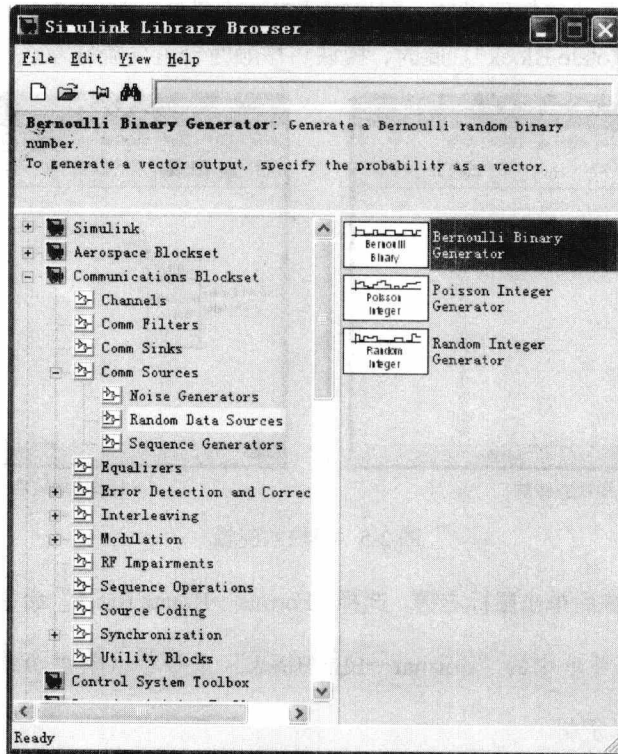 Simulink Library Browser
File Edit View Help
Bernoulli Binary Generator: Generate a Bernoulli random binary
number.
To generate a vector output, specify the probability as a vector.
Simulink
Aerospace Blockset
Communications Blockset
Channels
Comm Filters
Comm Sinks
Comm Sources
Noise Generators
Random Data Sources
Sequence Generators
Equalizers
Error Detection and Correc
Interleaving
Modulation
RF Impairments
Sequence Operations
Source Coding
Synchronization
Utility Blocks
Control System Toolbox
Bernoulli
Binary
Bernoulli Binary
Generator
Poisson
Integer
Poisson Integer
Generator
Random
Integer
Random Integer
Generator
Ready